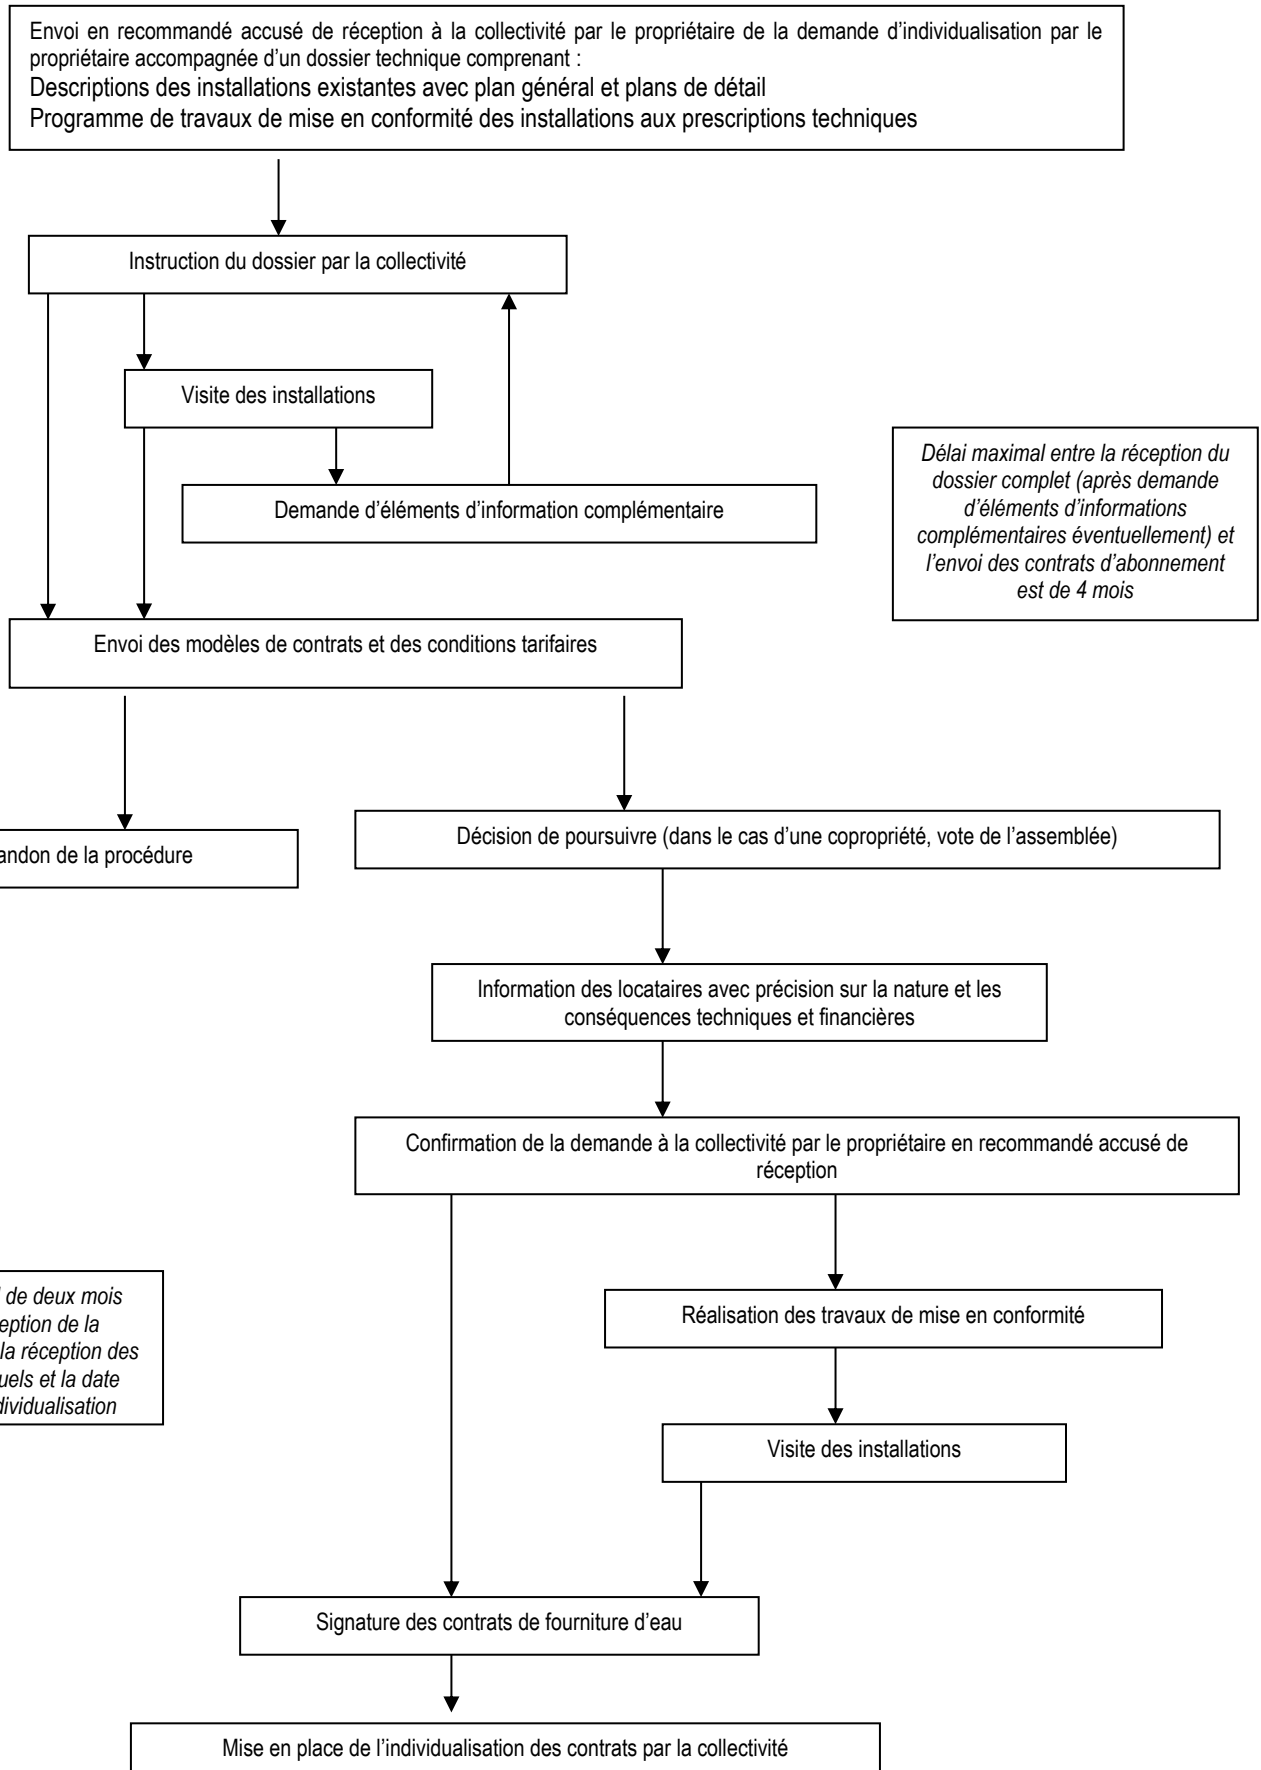 Envoi en recommandé accusé de réception à la collectivité par le propriétaire de la demande d’individualisation par le
propriétaire accompagnée d’un dossier technique comprenant :
Descriptions des installations existantes avec plan général et plans de détail
Programme de travaux de mise en conformité des installations aux prescriptions techniques
Instruction du dossier par la collectivité
Visite des installations
Demande d’éléments d’information complémentaire
Délai maximal entre la réception du
dossier complet (après demande
d’éléments d’informations
complémentaires éventuellement) et
l’envoi des contrats d’abonnement
est de 4 mois
Envoi des modèles de contrats et des conditions tarifaires
andon de la procédure
Décision de poursuivre (dans le cas d’une copropriété, vote de l’assemblée)
Information des locataires avec précision sur la nature et les
conséquences techniques et financières
Confirmation de la demande à la collectivité par le propriétaire en recommandé accusé de
réception
de deux mois
eption de la
la réception des
uels et la date
dividualisation
Réalisation des travaux de mise en conformité
Visite des installations
Signature des contrats de fourniture d’eau
Mise en place de l’individualisation des contrats par la collectivité